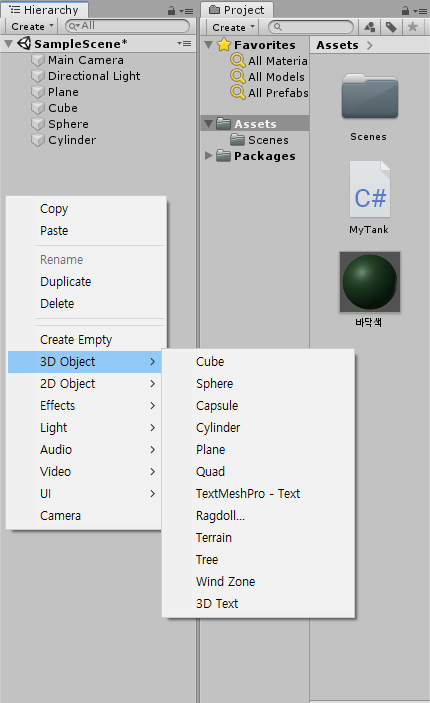 Hierarchy
Create
All
SampleScene*
Main Camera
Directional Light
Plane
Cube
Sphere
Cylinder
Copy
Paste
Rename
Duplicate
Delete
Create Empty
3D Object
2D Object
Effects
Light
Audio
Video
UI
Camera
Cube
Sphere
Capsule
Cylinder
Plane
Quad
TextMeshPro - Text
Ragdoll...
Terrain
Tree
Wind Zone
3D Text
Project
Create
Favorites
All Materia
All Models
All Prefabs
Assets
Scenes
Packages
Assets
Scenes
C#
MyTank
바닥색